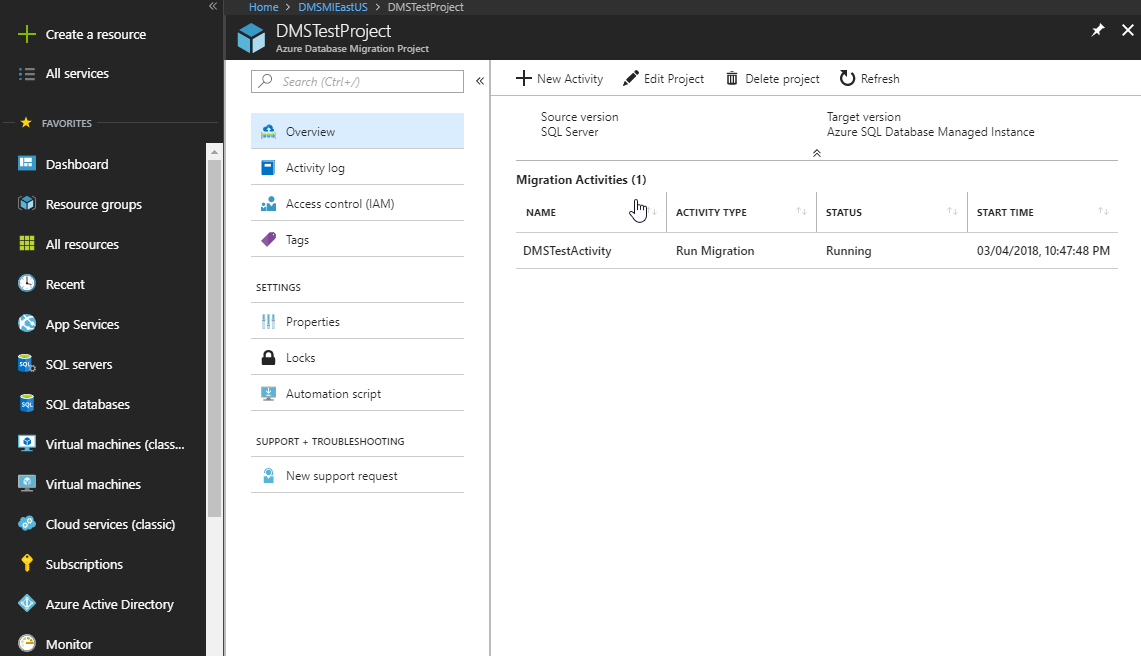 Home > DMSMIEastUS > DMSTestProject
DMSTestProject
Azure Database Migration Project
Create a resource
All services
FAVORITES
Dashboard
Resource groups
All resources
Recent
App Services
SQL servers
SQL databases
Virtual machines (class...
Virtual machines
Cloud services (classic)
Subscriptions
Azure Active Directory
Monitor
Search (Ctrl+/)
Overview
Activity log
Access control (IAM)
Tags
SETTINGS
Properties
Locks
Automation script
SUPPORT + TROUBLESHOOTING
New support request
New Activity Edit Project Delete project Refresh
Source version Target version
SQL Server Azure SQL Database Managed Instance
Migration Activities (1)
NAME ACTIVITY TYPE STATUS START TIME
DMSTestActivity Run Migration Running 03/04/2018, 10:47:48 PM